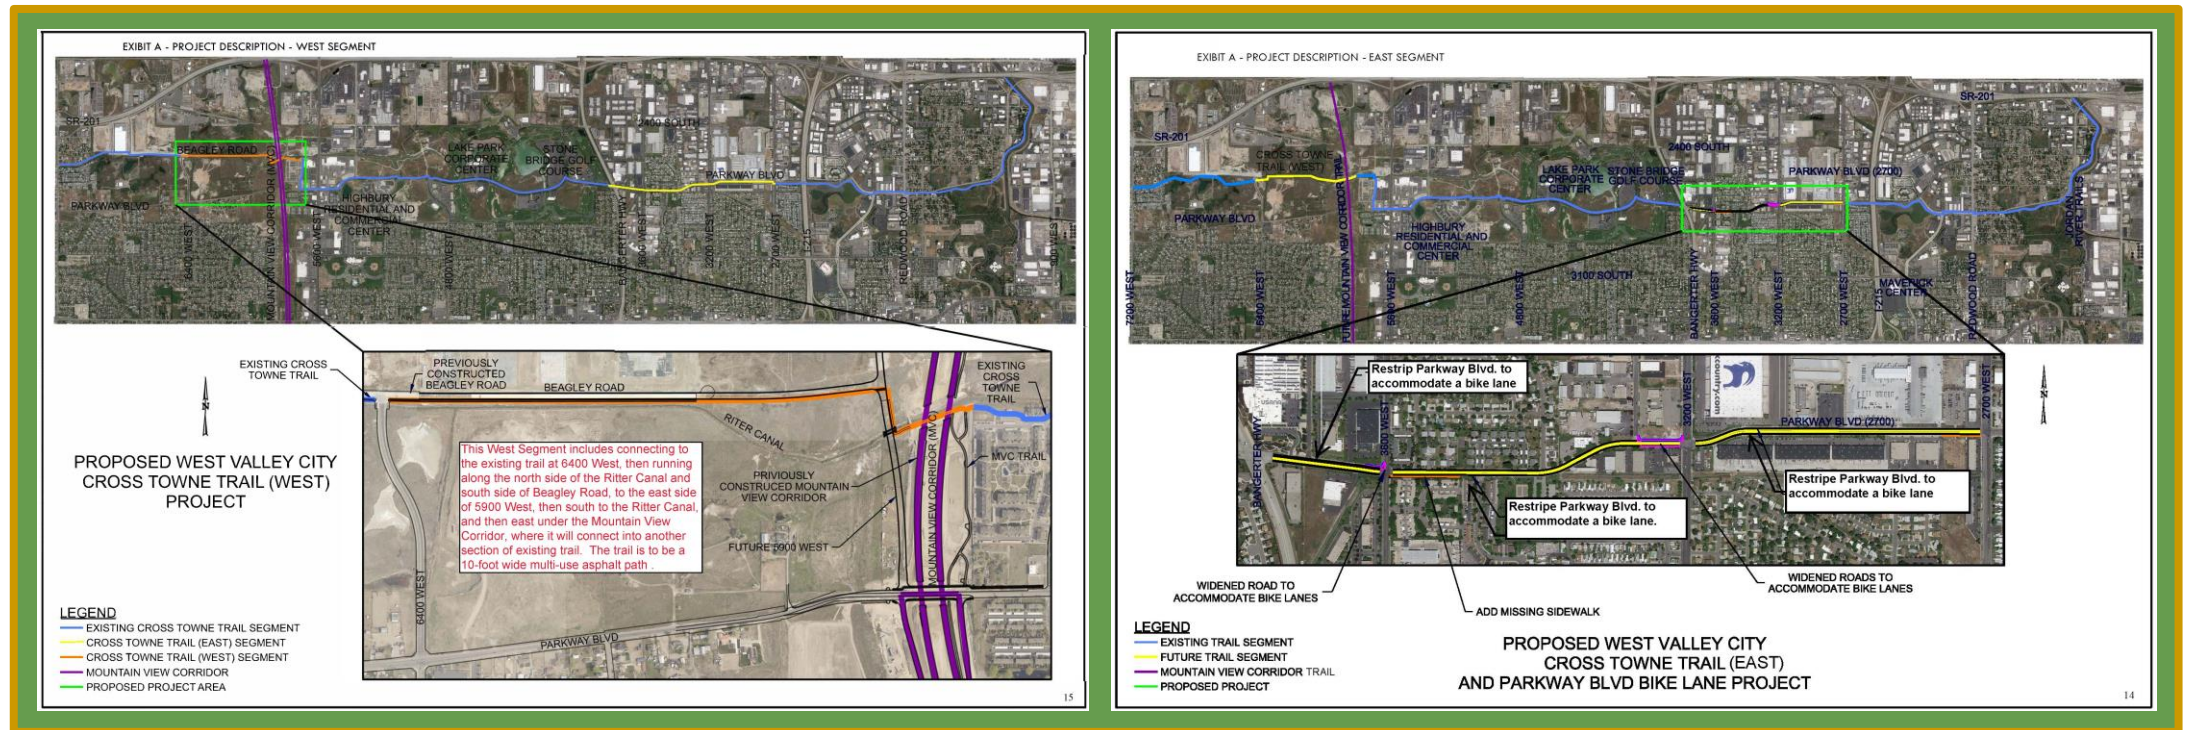 EXIBIT A - PROJECT DESCRIPTION - WEST SEGMENT
SR-201
BEAGLEY ROAD
PARKWAY BLVD
6400 WEST
MOUNTAIN VIEW CORRIDOR (MVC)
5600 WEST
HIGHBURY
RESIDENTIAL AND
COMMERCIAL
CENTER
4800 WEST
LAKE PARK
CORPORATE
CENTER
STONE
BRIDGE GOLF
COURSE
2400 SOUTH
BANGERTER HWY
3600 WEST
3200 WEST
PARKWAY BLVD
2700 WEST
I-215
REDWOOD ROAD
EXISTING CROSS
TOWNE TRAIL
PREVIOUSLY
CONSTRUCTED
BEAGLEY ROAD
BEAGLEY ROAD
EXISTING
CROSS
TOWNE
TRAIL
RITER CANAL
MVC TRAIL
PRIVIOUSLY
CONSTRUCTED MOUNTAIN
VIEW CORRIDOR
MOUNTAIN VIEW CORRIDOR (MVC)
FUTURE 5900 WEST
6400 WEST
PARKWAY BLVD
This West Segment includes connecting to
the existing trail at 6400 West, then running
along the north side of the Ritter Canal and
south side of Beagley Road, to the east side
of 5900 West, then south to the Ritter Canal,
and then east under the Mountain View
Corridor, where it will connect into another
section of existing trail. The trail is to be a
10-foot wide multi-use asphalt path .
N
PROPOSED WEST VALLEY CITY
CROSS TOWNE TRAIL (WEST)
PROJECT
LEGEND
EXISTING CROSS TOWNE TRAIL SEGMENT
CROSS TOWNE TRAIL (EAST) SEGMENT
CROSS TOWNE TRAIL (WEST) SEGMENT
MOUNTAIN VIEW CORRIDOR
PROPOSED PROJECT AREA
15
EXIBIT A - PROJECT DESCRIPTION - EAST SEGMENT
SR-201
CROSS TOWNE
TRAIL (WEST)
PARKWAY BLVD
7200 WEST
6400 WEST
FUTURE MOUNTAIN VIEW CORRIDOR TRAIL
5600 WEST
HIGHBURY
RESIDENTIAL AND
COMMERCIAL
CENTER
4800 WEST
LAKE PARK
CORPORATE
CENTER
STONE BRIDGE
GOLF COURSE
3100 SOUTH
2400 SOUTH
PARKWAY BLVD (2700)
BANGERTER HWY
3600 WEST
3200 WEST
2700 WEST
I-215
MAVERICK
CENTER
REDWOOD ROAD
SR-201
JORDAN
RIVER TRAILS
Restrip Parkway Blvd. to
accommodate a bike lane
BANGERTER HWY
3600 WEST
3200 WEST
PARKWAY BLVD (2700)
2700 WEST
Restripe Parkway Blvd. to
accommodate a bike lane.
Restripe Parkway Blvd. to
accommodate a bike lane
N
WIDENED ROAD TO
ACCOMMODATE BIKE LANES
ADD MISSING SIDEWALK
WIDENED ROADS TO
ACCOMMODATE BIKE LANES
LEGEND
EXISTING TRAIL SEGMENT
FUTURE TRAIL SEGMENT
MOUNTAIN VIEW CORRIDOR TRAIL
PROPOSED PROJECT
PROPOSED WEST VALLEY CITY
CROSS TOWNE TRAIL (EAST)
AND PARKWAY BLVD BIKE LANE PROJECT
14